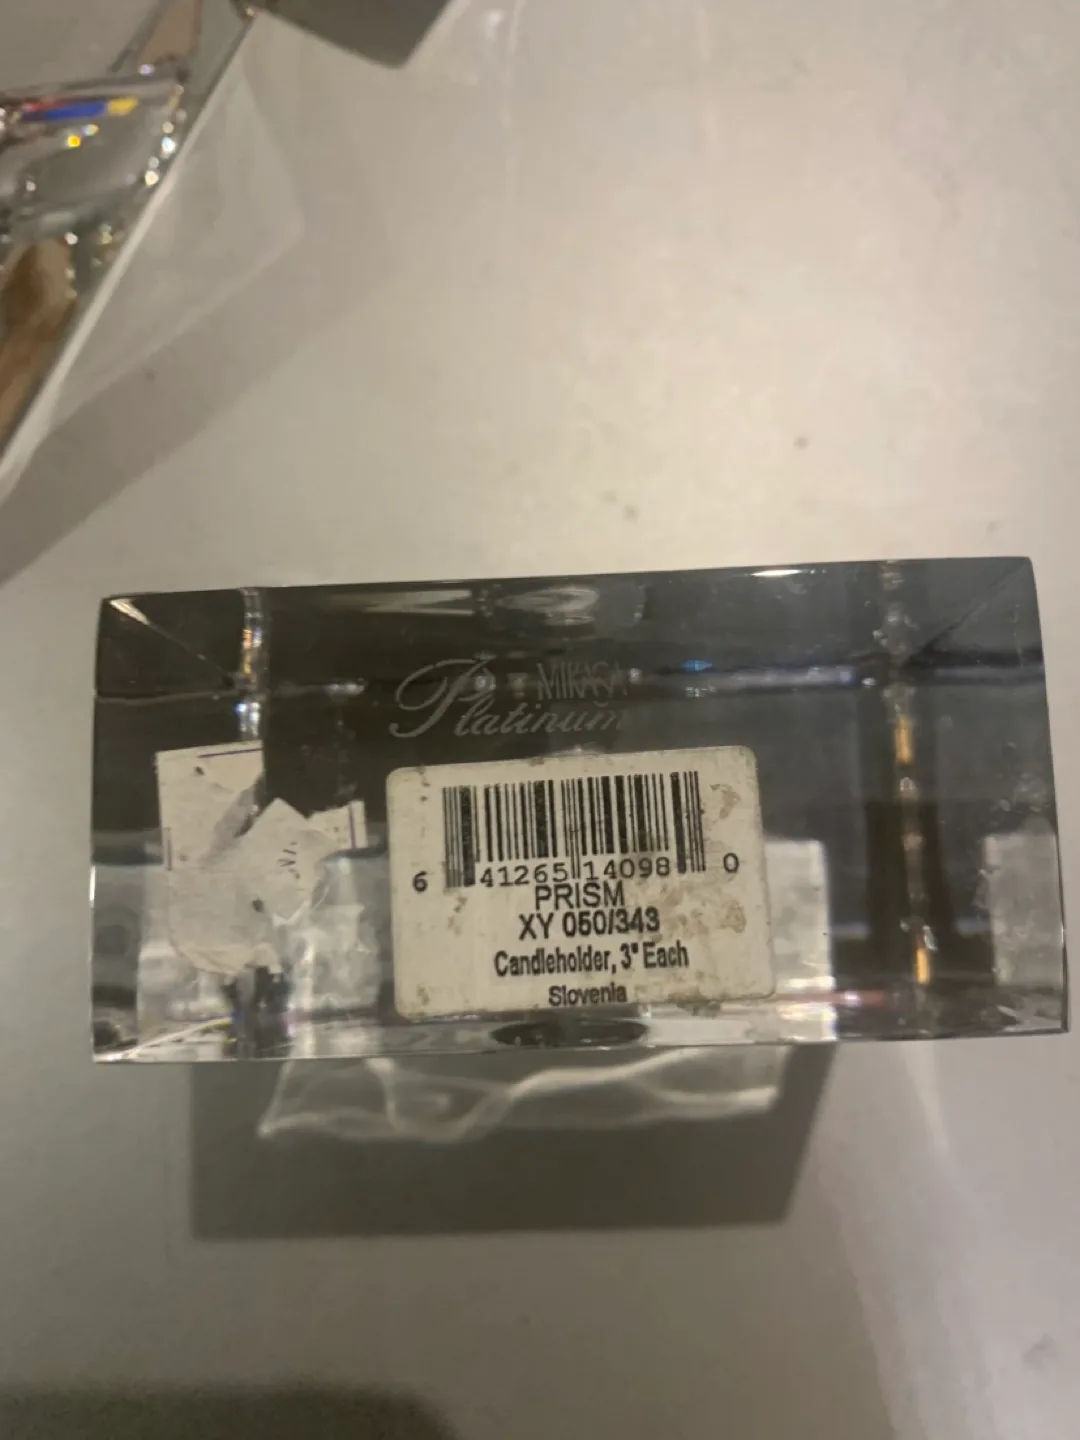 MIKASA
Platinum
6 41265 14098 0
PRISM
XY 050/343
Candleholder, 3" Each
Slovenia